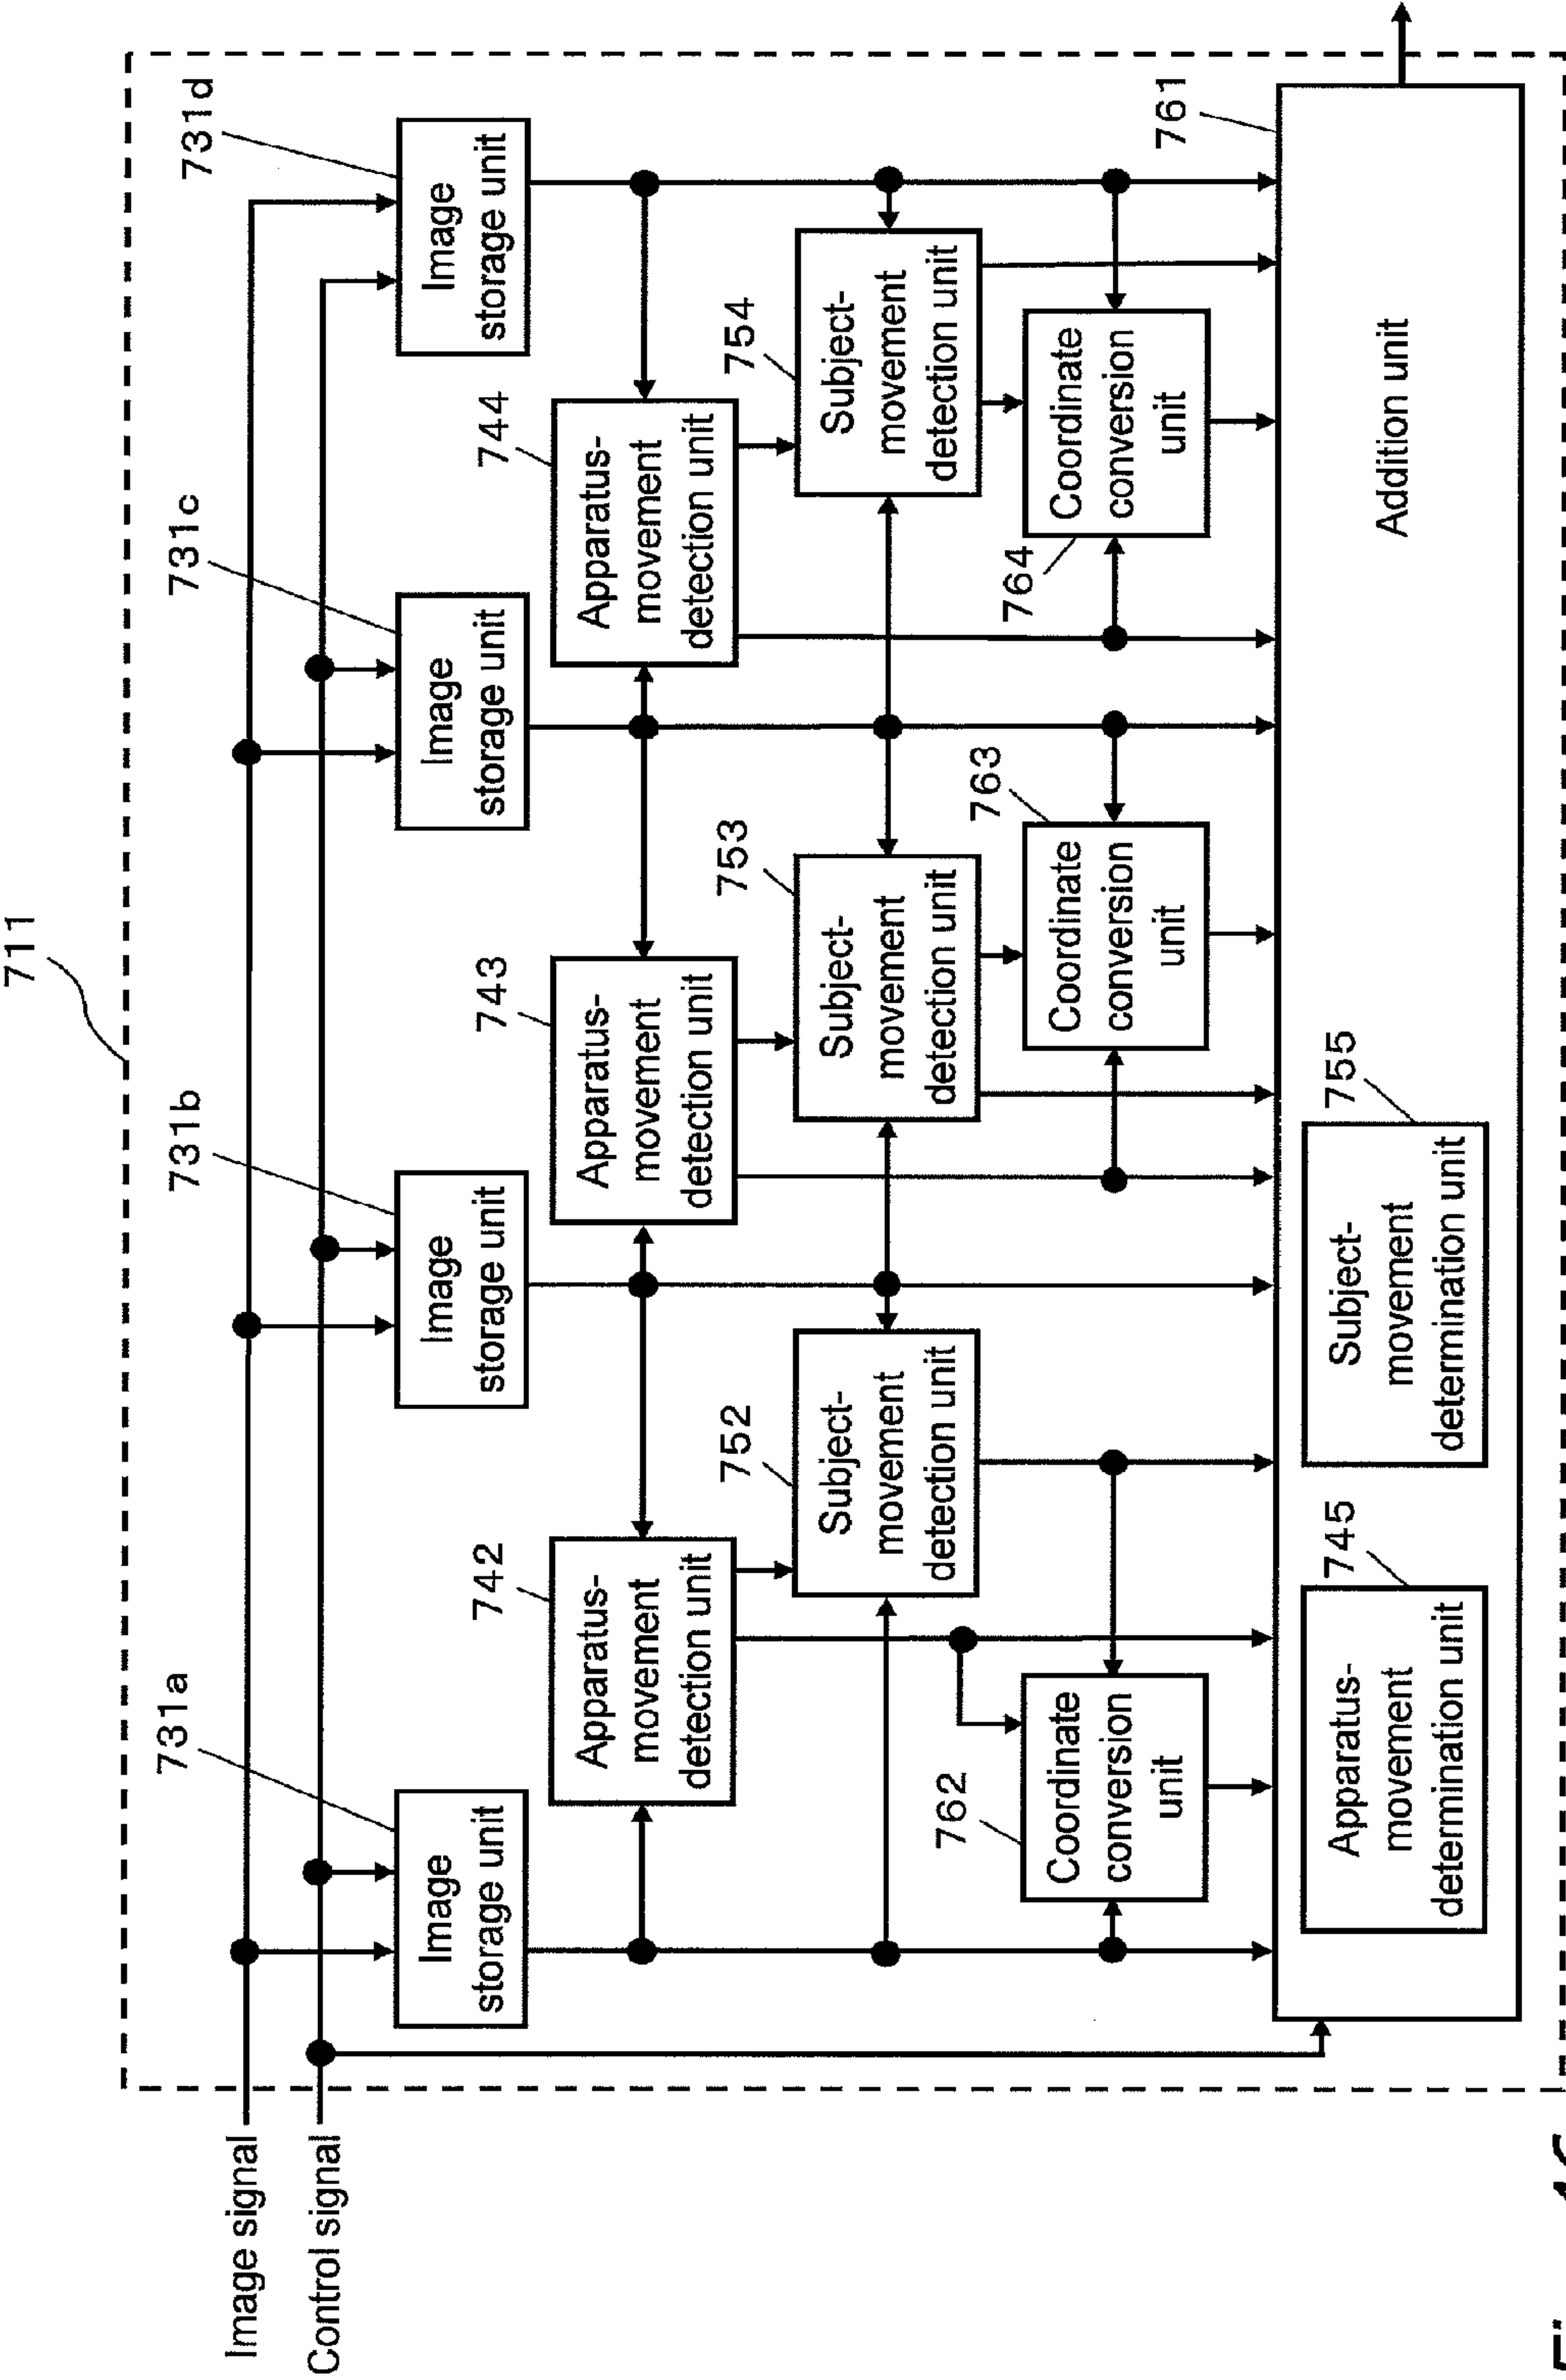 711
731a
731b
731c
731d
Image signal
Control signal
Image
storage unit
Image
storage unit
Image
storage unit
Image
storage unit
742
743
744
Apparatus-
movement
detection unit
Apparatus-
movement
detection unit
Apparatus-
movement
detection unit
752
753
754
Subject-
movement
detection unit
Subject-
movement
detection unit
Subject-
movement
detection unit
762
763
764
Coordinate
conversion
unit
Coordinate
conversion
unit
Coordinate
conversion
unit
761
745
755
Apparatus-
movement
determination unit
Subject-
movement
determination unit
Addition unit